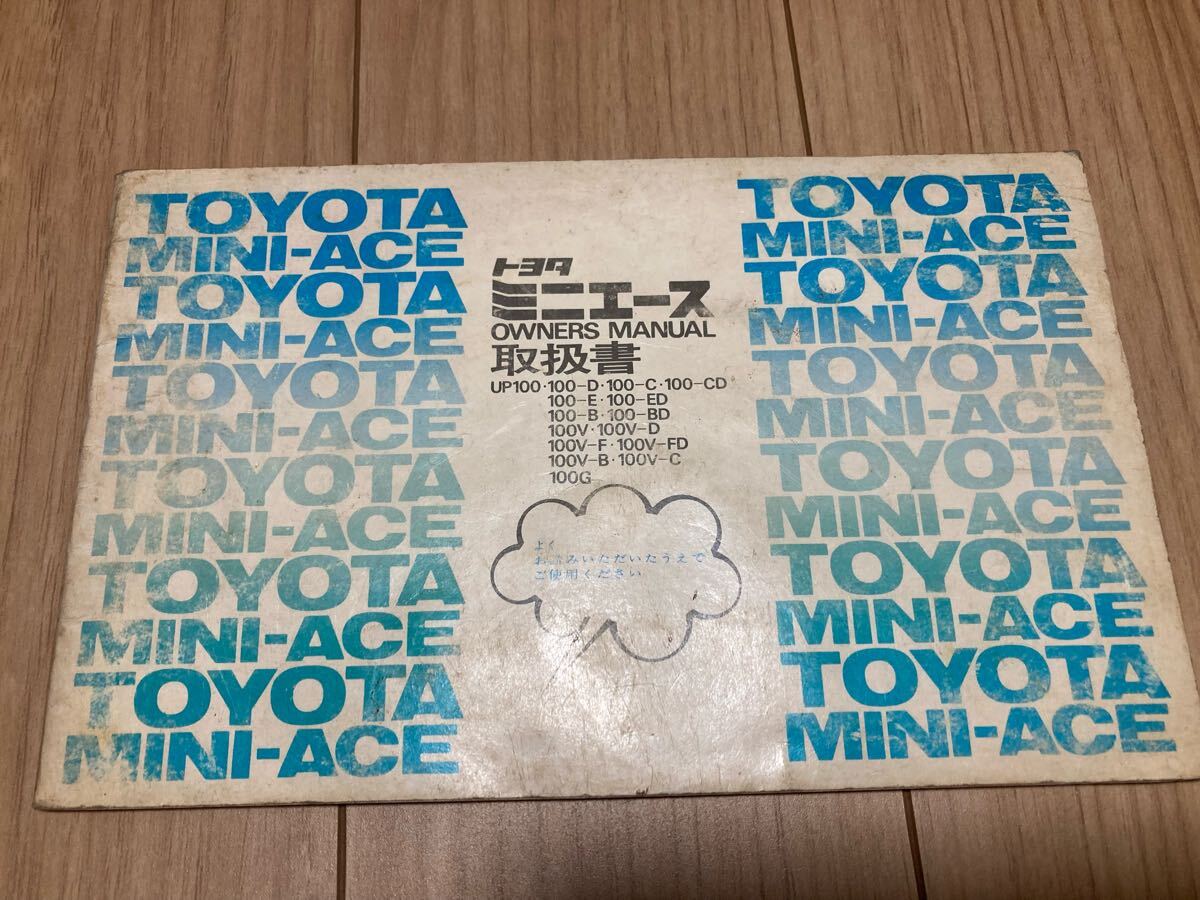 TOYOTA
MINI-ACE
TOYOTA
MINI-ACE
TOYOTA
MINI-ACE
TOYOTA
MINI-ACE
TOYOTA
MINI-ACE
TOYOTA
MINI-ACE
トヨタ
ミニエース
OWNERS MANUAL
取扱書
UP100・100-D・100-C・100-CD
100-E・100-ED
100-B・100-BD
100V・100V-D
100V-F・100V-FD
100V-B・100V-C
100G
よく
お読みいただいたうえで
ご使用ください
TOYOTA
MINI-ACE
TOYOTA
MINI-ACE
TOYOTA
MINI-ACE
TOYOTA
MINI-ACE
TOYOTA
MINI-ACE
TOYOTA
MINI-ACE